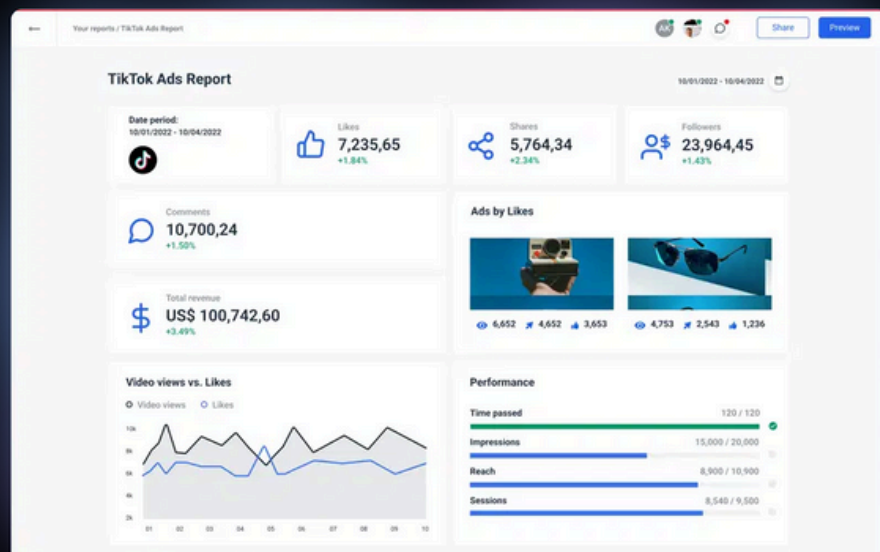 Your reports / TikTok Ads Report
AK
Share
Preview
TikTok Ads Report
10/01/2022 - 10/04/2022
Date period:
10/01/2022 - 10/04/2022
Likes
7,235,65
+1.84%
Shares
5,764,34
+2.34%
Followers
23,964,45
+1.43%
Comments
10,700,24
+1.50%
Total revenue
US$ 100,742,60
+3.49%
Ads by Likes
6,652 4,652 3,653
4,753 2,543 1,236
Video views vs. Likes
Video views Likes
10k
8k
6k
4k
2k
01 02 03 04 05 06 07 08 09 10
Performance
Time passed 120 / 120
Impressions 15,000 / 20,000
Reach 8,900 / 10,900
Sessions 8,540 / 9,500